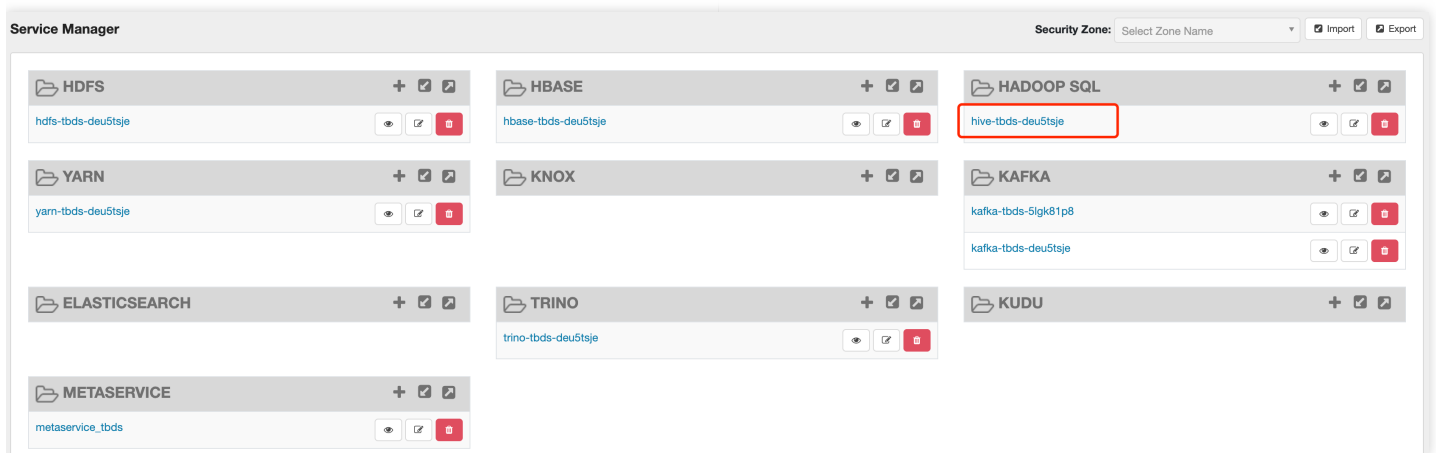 Service Manager
Security Zone: Select Zone Name Import Export
HDFS
hdfs-tbds-deu5tsje
HBASE
hbase-tbds-deu5tsje
HADOOP SQL
hive-tbds-deu5tsje
YARN
yarn-tbds-deu5tsje
KNOX
KAFKA
kafka-tbds-5lgk81p8
kafka-tbds-deu5tsje
ELASTICSEARCH
TRINO
trino-tbds-deu5tsje
KUDU
METASERVICE
metaservice_tbds